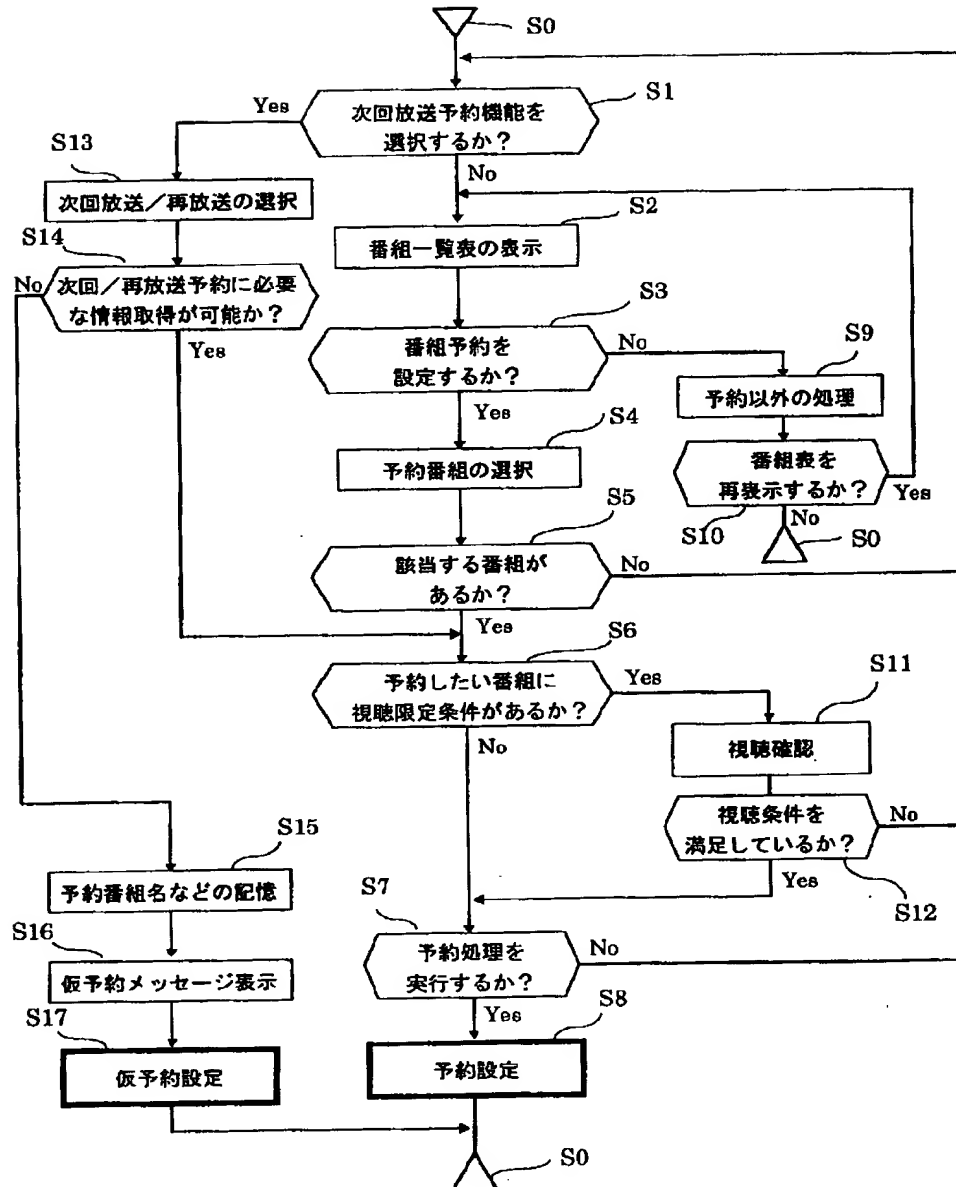 S0
次回放送予約機能を
選択するか？
S1
Yes
No
S13
次回放送／再放送の選択
S2
番組一覧表の表示
S14
次回／再放送予約に必要
な情報取得が可能か？
No
Yes
S3
番組予約を
設定するか？
No
Yes
S9
予約以外の処理
S4
予約番組の選択
番組表を
再表示するか？
Yes
S10
No
S0
S5
該当する番組が
あるか？
No
Yes
S6
予約したい番組に
視聴限定条件があるか？
Yes
No
S11
視聴確認
視聴条件を
満足しているか？
No
Yes
S12
S15
予約番組名などの記憶
S7
予約処理を
実行するか？
No
Yes
S16
仮予約メッセージ表示
S17
仮予約設定
S8
予約設定
S0